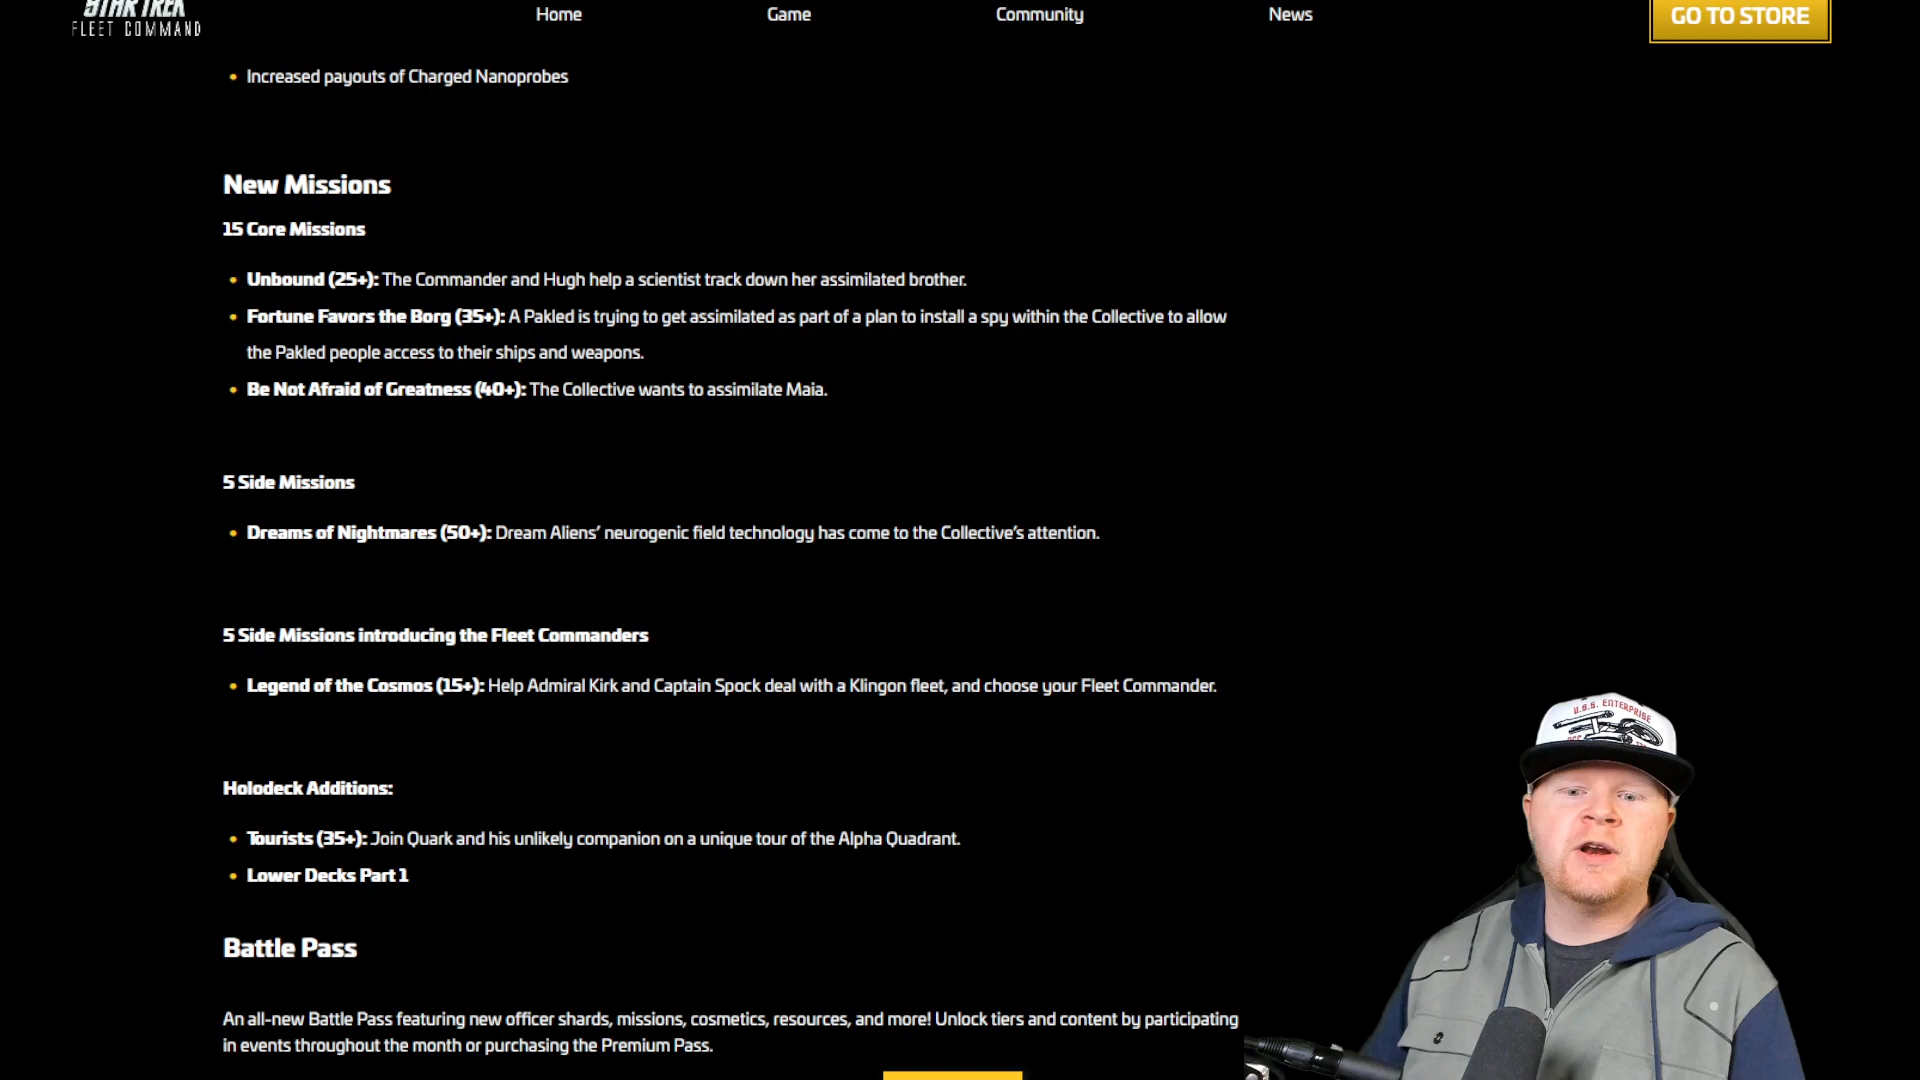 STAR TREK
FLEET COMMAND
Home
Game
Community
News
GO TO STORE
Increased payouts of Charged Nanoprobes
New Missions
15 Core Missions
Unbound (25+): The Commander and Hugh help a scientist track down her assimilated brother.
Fortune Favors the Borg (35+): A Pakled is trying to get assimilated as part of a plan to install a spy within the Collective to allow
the Pakled people access to their ships and weapons.
Be Not Afraid of Greatness (40+): The Collective wants to assimilate Maia.
5 Side Missions
Dreams of Nightmares (50+): Dream Aliens’ neurogenic field technology has come to the Collective’s attention.
5 Side Missions introducing the Fleet Commanders
Legend of the Cosmos (15+): Help Admiral Kirk and Captain Spock deal with a Klingon fleet, and choose your Fleet Commander.
Holodeck Additions:
Tourists (35+): Join Quark and his unlikely companion on a unique tour of the Alpha Quadrant.
Lower Decks Part 1
U.S.S. ENTERPRISE
Battle Pass
An all-new Battle Pass featuring new officer shards, missions, cosmetics, resources, and more! Unlock tiers and content by participating
in events throughout the month or purchasing the Premium Pass.